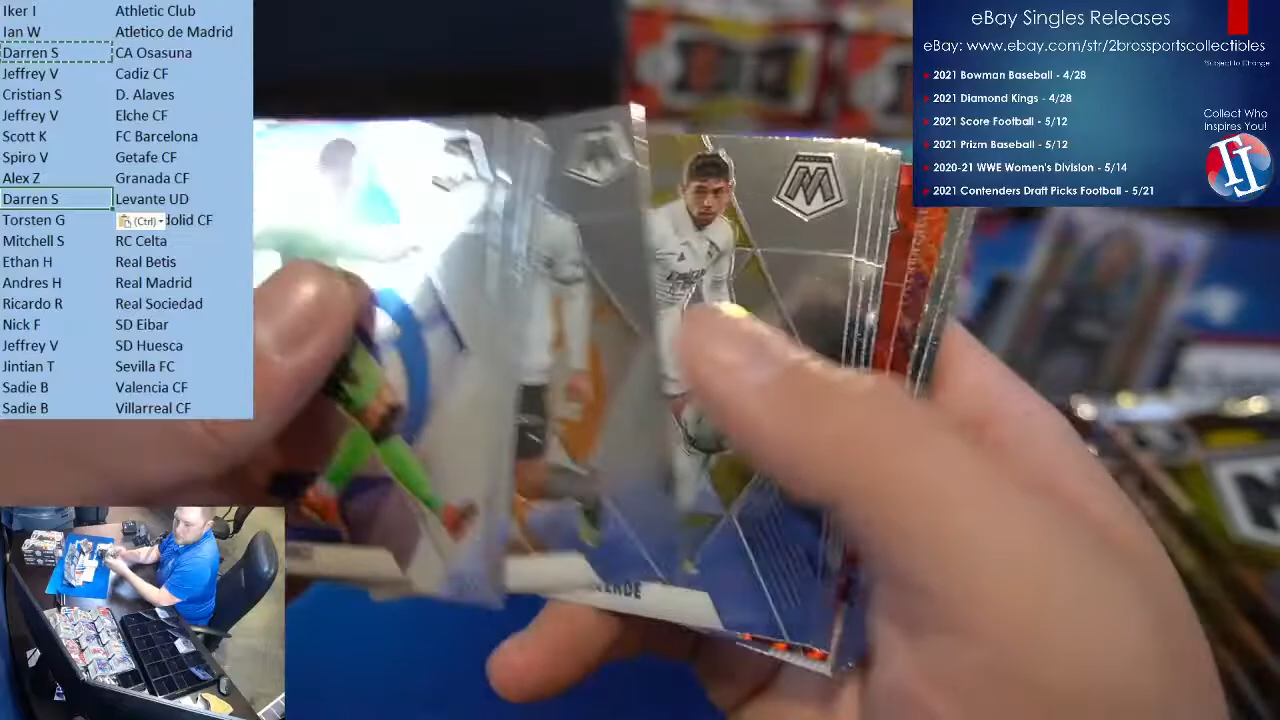 Iker I Athletic Club
Ian W Atletico de Madrid
Darren S CA Osasuna
Jeffrey V Cadiz CF
Cristian S D. Alaves
Jeffrey V Elche CF
Scott K FC Barcelona
Spiro V Getafe CF
Alex Z Granada CF
Darren S Levante UD
Torsten G (Ctrl) dolid CF
Mitchell S RC Celta
Ethan H Real Betis
Andres H Real Madrid
Ricardo R Real Sociedad
Nick F SD Eibar
Jeffrey V SD Huesca
Jintian T Sevilla FC
Sadie B Valencia CF
Sadie B Villarreal CF
eBay Singles Releases
eBay: www.ebay.com/str/2brossportscollectibles
*Subject to Change
2021 Bowman Baseball - 4/28
2021 Diamond Kings - 4/28
2021 Score Football - 5/12
2021 Prizm Baseball - 5/12
2020-21 WWE Women's Division - 5/14
2021 Contenders Draft Picks Football - 5/21
Collect Who
Inspires You!
M